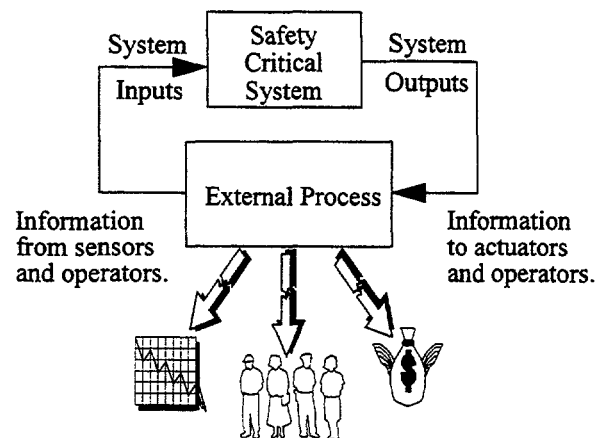 System
Inputs
Safety
Critical
System
System
Outputs
External Process
Information
from sensors
and operators.
Information
to actuators
and operators.
$